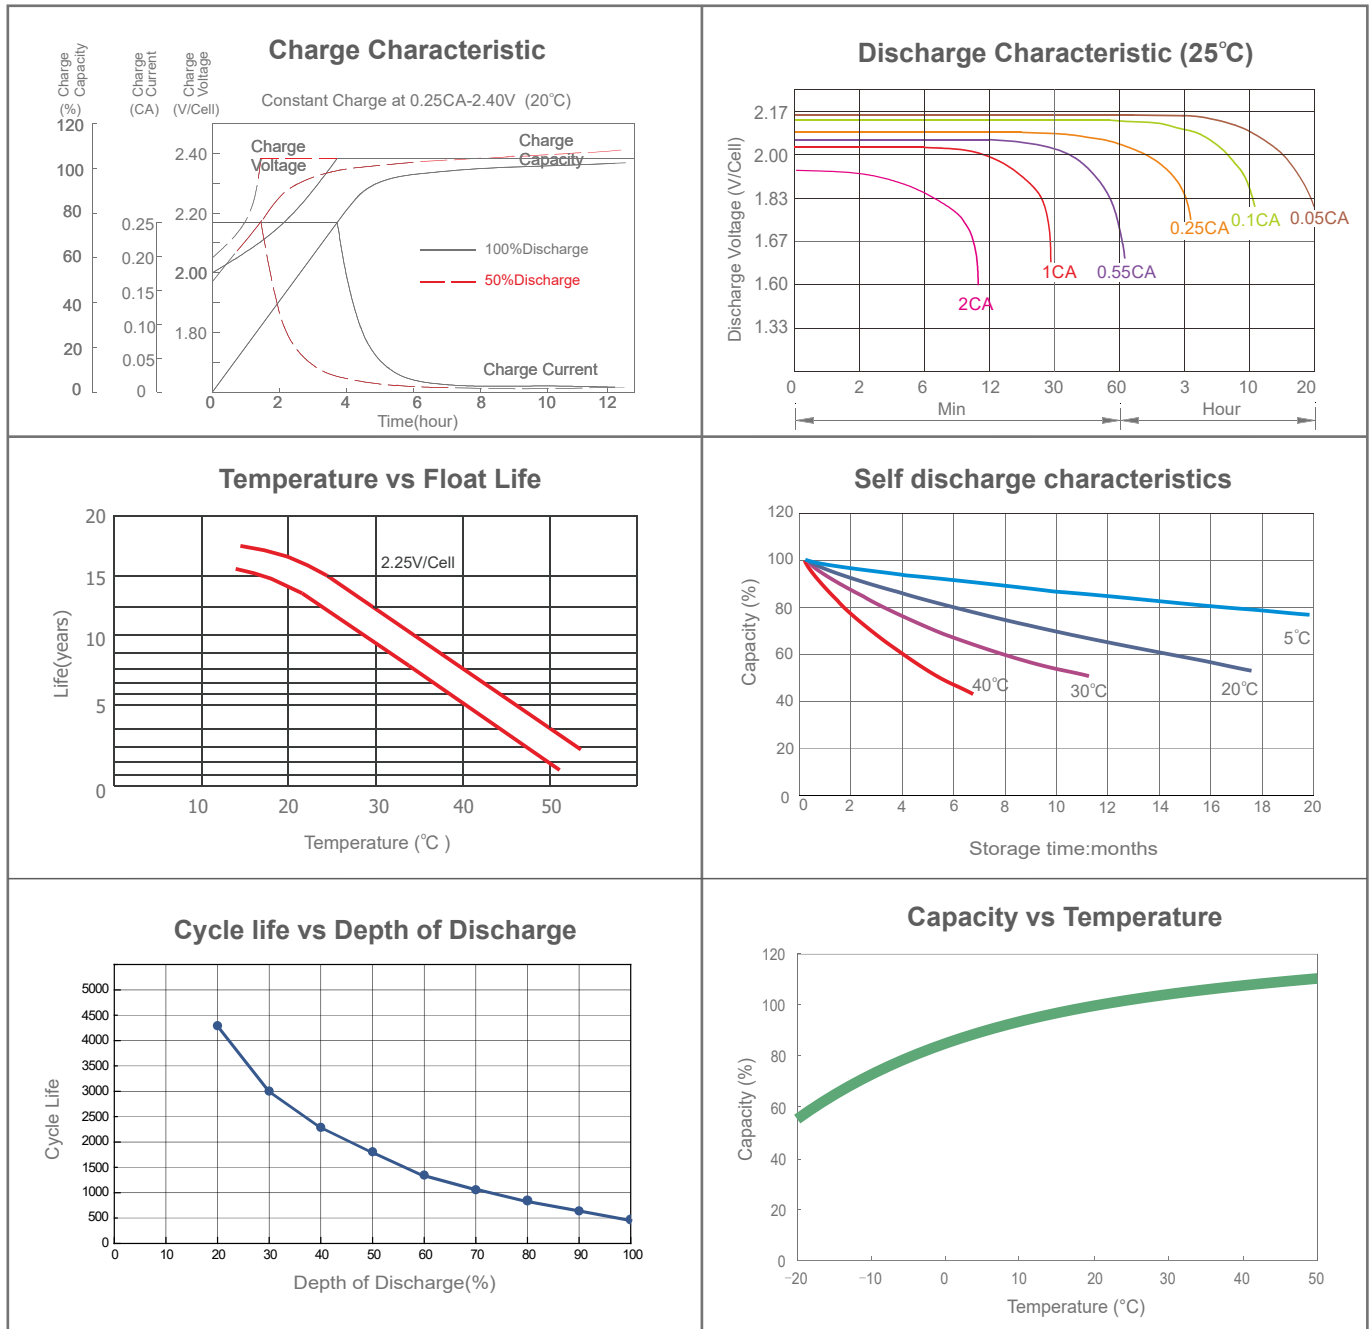 Charge Characteristic
Charge
Capacity
(%)
Charge
Current
(CA)
Charge
Voltage
(V/Cell)
Constant Charge at 0.25CA-2.40V (20℃)
120
100
80
60
40
20
0
0.25
0.20
0.15
0.10
0.05
0
2.40
2.20
2.00
1.80
Charge
Voltage
Charge
Capacity
100%Discharge
50%Discharge
Charge Current
0 2 4 6 8 10 12
Time(hour)
Discharge Characteristic (25℃)
Discharge Voltage (V/Cell)
2.17
2.00
1.83
1.67
1.60
1.33
2CA
1CA
0.55CA
0.25CA
0.1CA
0.05CA
0 2 6 12 30 60 3 10 20
Min Hour
Temperature vs Float Life
Life(years)
20
15
10
5
0
2.25V/Cell
10 20 30 40 50
Temperature (℃ )
Self discharge characteristics
Capacity (%)
120
100
80
60
40
20
0
5℃
40℃
30℃
20℃
0 2 4 6 8 10 12 14 16 18 20
Storage time:months
Cycle life vs Depth of Discharge
Cycle Life
5000
4500
4000
3500
3000
2500
2000
1500
1000
500
0
0 10 20 30 40 50 60 70 80 90 100
Depth of Discharge(%)
Capacity vs Temperature
Capacity (%)
120
100
80
60
40
20
0
-20 -10 0 10 20 30 40 50
Temperature (°C)